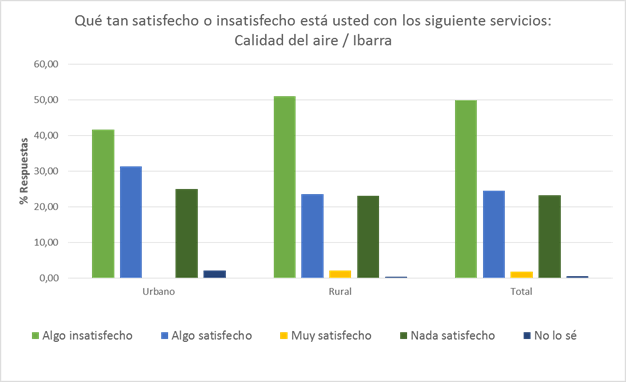 Qué tan satisfecho o insatisfecho está usted con los siguiente servicios:
Calidad del aire / Ibarra
60,00
50,00
40,00
30,00
20,00
10,00
0,00
% Respuestas
Urbano Rural Total
Algo insatisfecho Algo satisfecho Muy satisfecho Nada satisfecho No lo sé